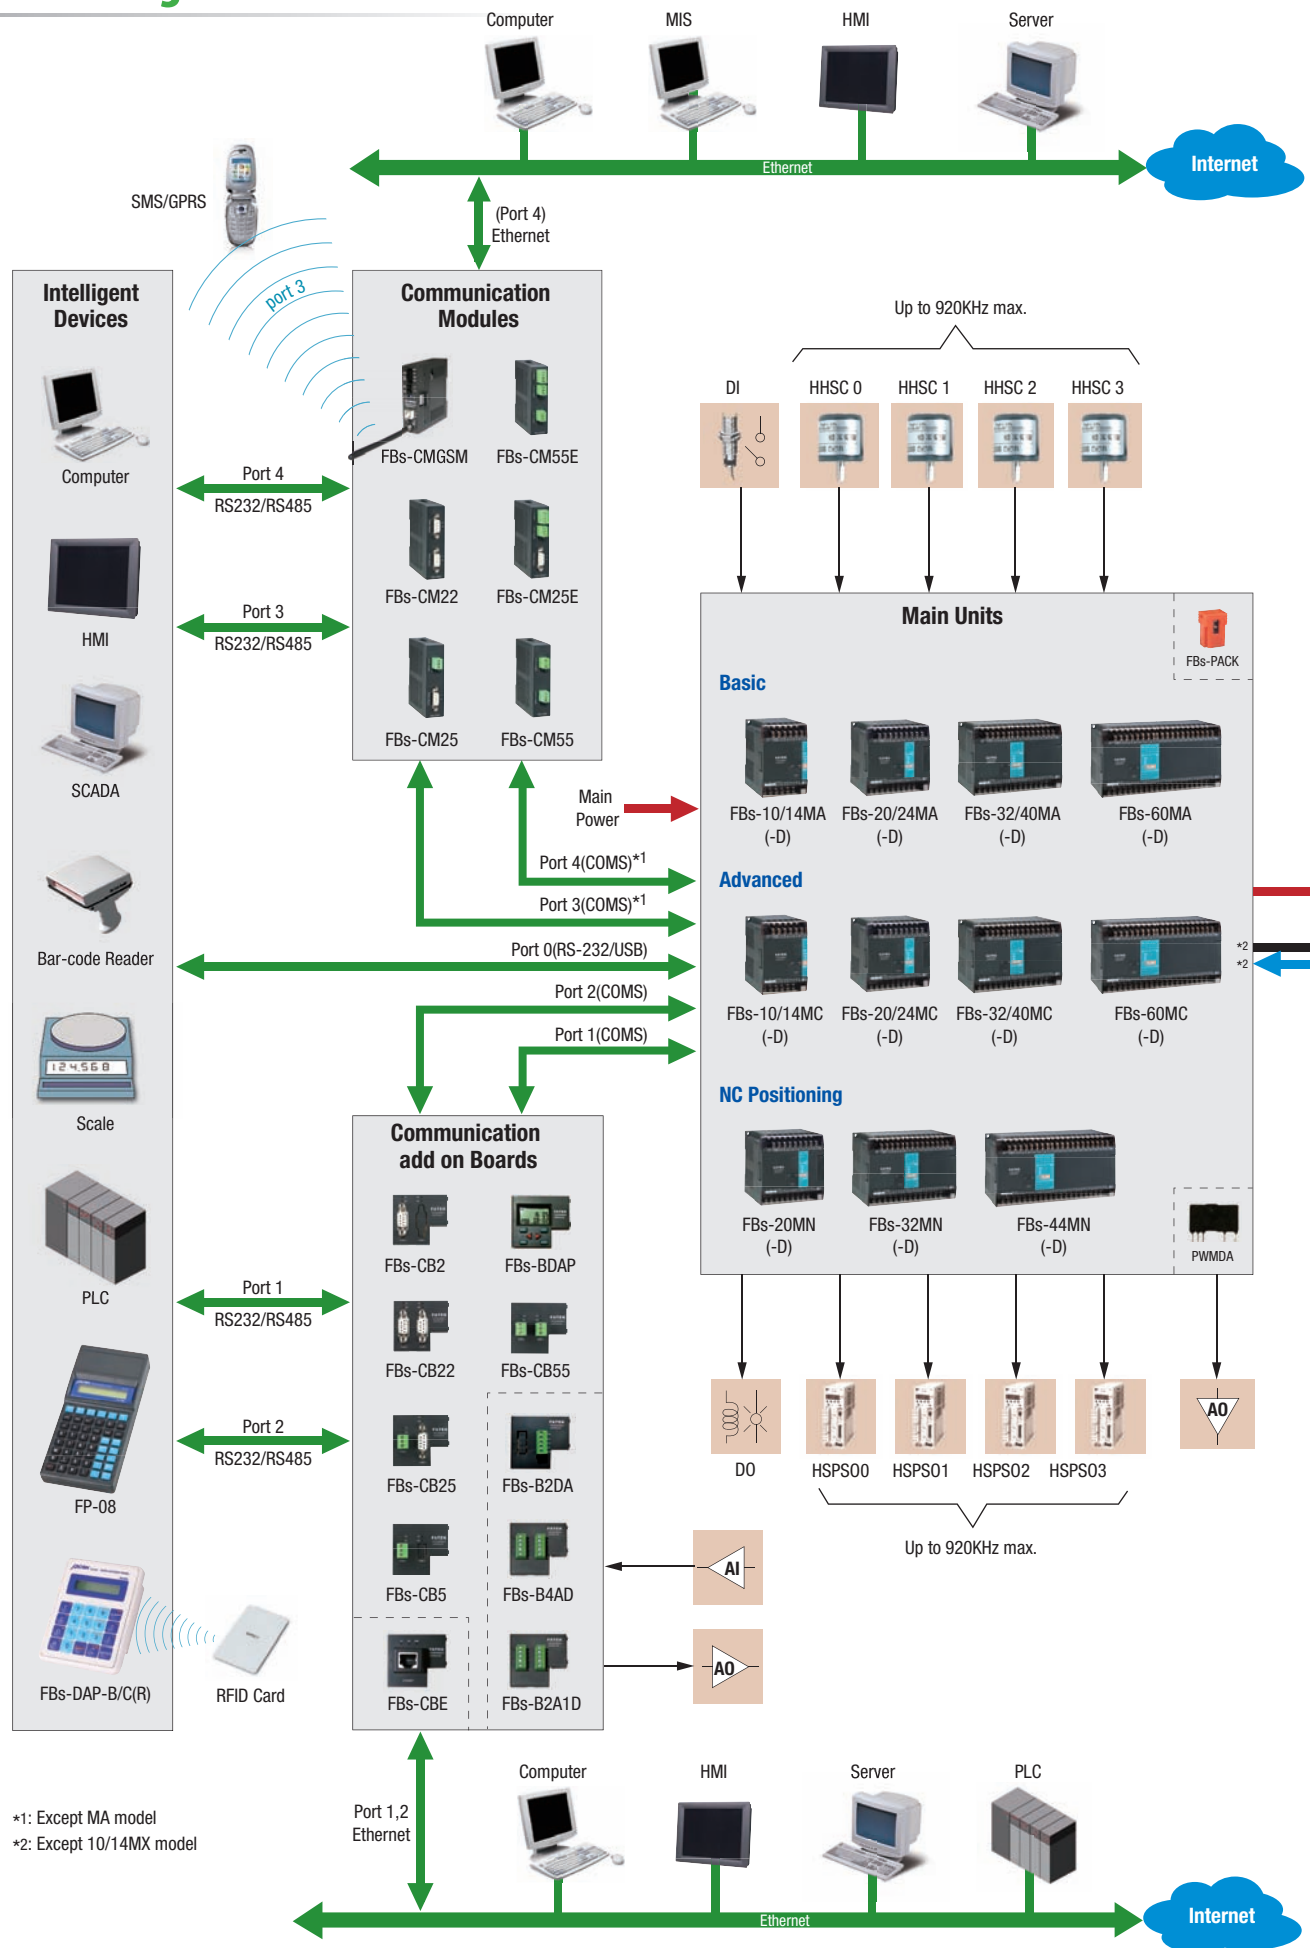 Computer
MIS
HMI
Server
Ethernet
Internet
SMS/GPRS
(Port 4)
Ethernet
port 3
Intelligent
Devices
Computer
HMI
SCADA
Bar-code Reader
Scale
PLC
FP-08
FBs-DAP-B/C(R)
RFID Card
Port 4
RS232/RS485
Port 3
RS232/RS485
Communication
Modules
FBs-CMGSM
FBs-CM55E
FBs-CM22
FBs-CM25E
FBs-CM25
FBs-CM55
Up to 920KHz max.
DI
HHSC 0
HHSC 1
HHSC 2
HHSC 3
Main Units
FBs-PACK
Basic
FBs-10/14MA
(-D)
FBs-20/24MA
(-D)
FBs-32/40MA
(-D)
FBs-60MA
(-D)
Main
Power
Port 4(COMS)*1
Port 3(COMS)*1
Port 0(RS-232/USB)
Port 2(COMS)
Port 1(COMS)
Advanced
*2
*2
FBs-10/14MC
(-D)
FBs-20/24MC
(-D)
FBs-32/40MC
(-D)
FBs-60MC
(-D)
NC Positioning
FBs-20MN
(-D)
FBs-32MN
(-D)
FBs-44MN
(-D)
PWMDA
Communication
add on Boards
FBs-CB2
FBs-BDAP
FBs-CB22
FBs-CB55
FBs-CB25
FBs-B2DA
FBs-CB5
FBs-B4AD
FBs-CBE
FBs-B2A1D
Port 1
RS232/RS485
Port 2
RS232/RS485
DO
HSPSO0
HSPSO1
HSPSO2
HSPSO3
AO
Up to 920KHz max.
AI
AO
Port 1,2
Ethernet
Computer
HMI
Server
PLC
Ethernet
Internet
*1: Except MA model
*2: Except 10/14MX model